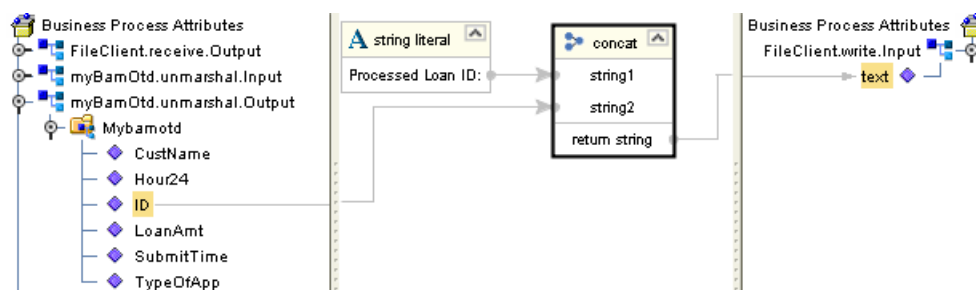 Business Process Attributes
FileClient.receive.Output
myBamOtd.unmarshal.Input
myBamOtd.unmarshal.Output
Mybamotd
CustName
Hour24
ID
LoanAmt
SubmitTime
TypeOfApp
A string literal
Processed Loan ID:
concat
string1
string2
return string
Business Process Attributes
FileClient.write.Input
text